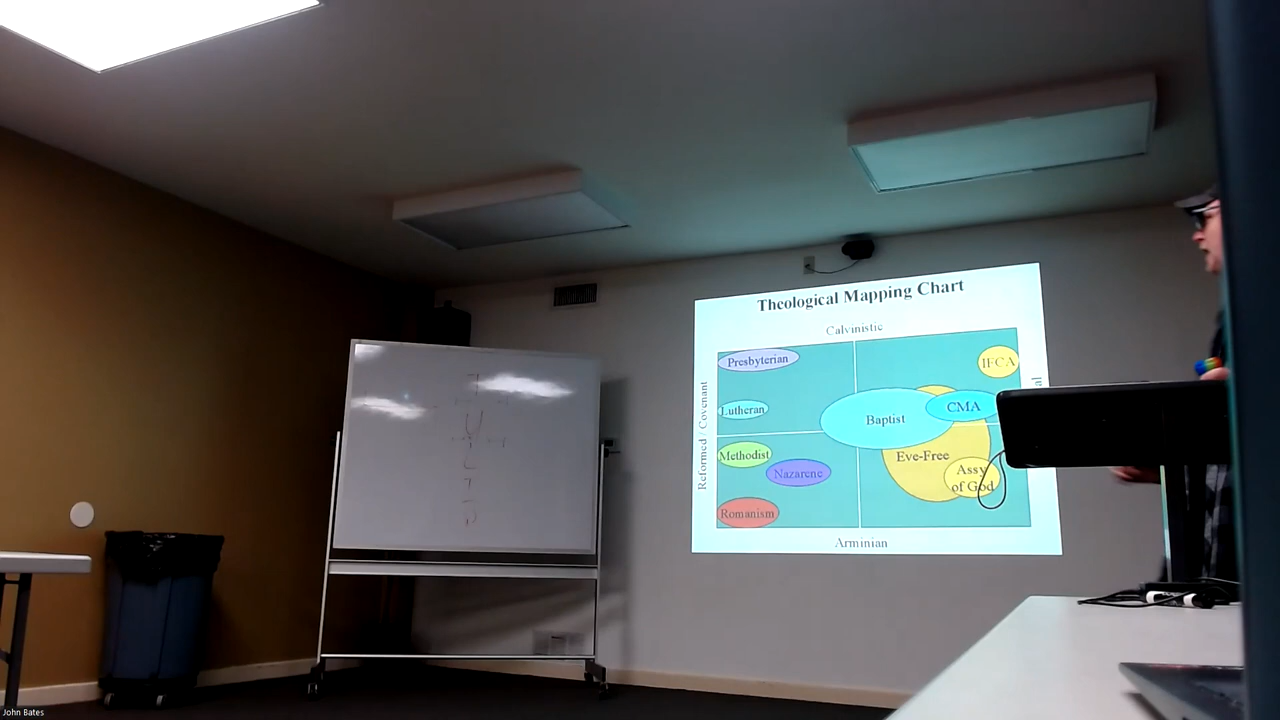 Theological Mapping Chart
Calvinistic
Presbyterian
IFCA
al
Reformed / Covenant
Lutheran
Baptist
CMA
Methodist
Eve-Free
Nazarene
Assy
of God
Romanism
Arminian
John Bates